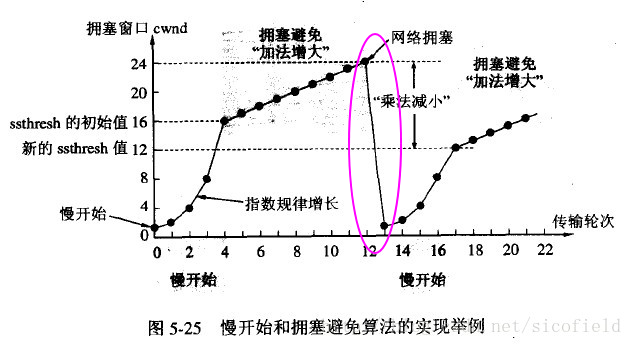 拥塞窗口 cwnd
拥塞避免
“加法增大”
网络拥塞
拥塞避免
“加法增大”
24
20
“乘法减小”
ssthresh 的初始值 16
新的 ssthresh 值 12
8
指数规律增长
4
慢开始
0
传输轮次
0 2 4 6 8 10 12 14 16 18 20 22
慢开始
慢开始
图 5-25 慢开始和拥塞避免算法的实现举例
net/sicofield